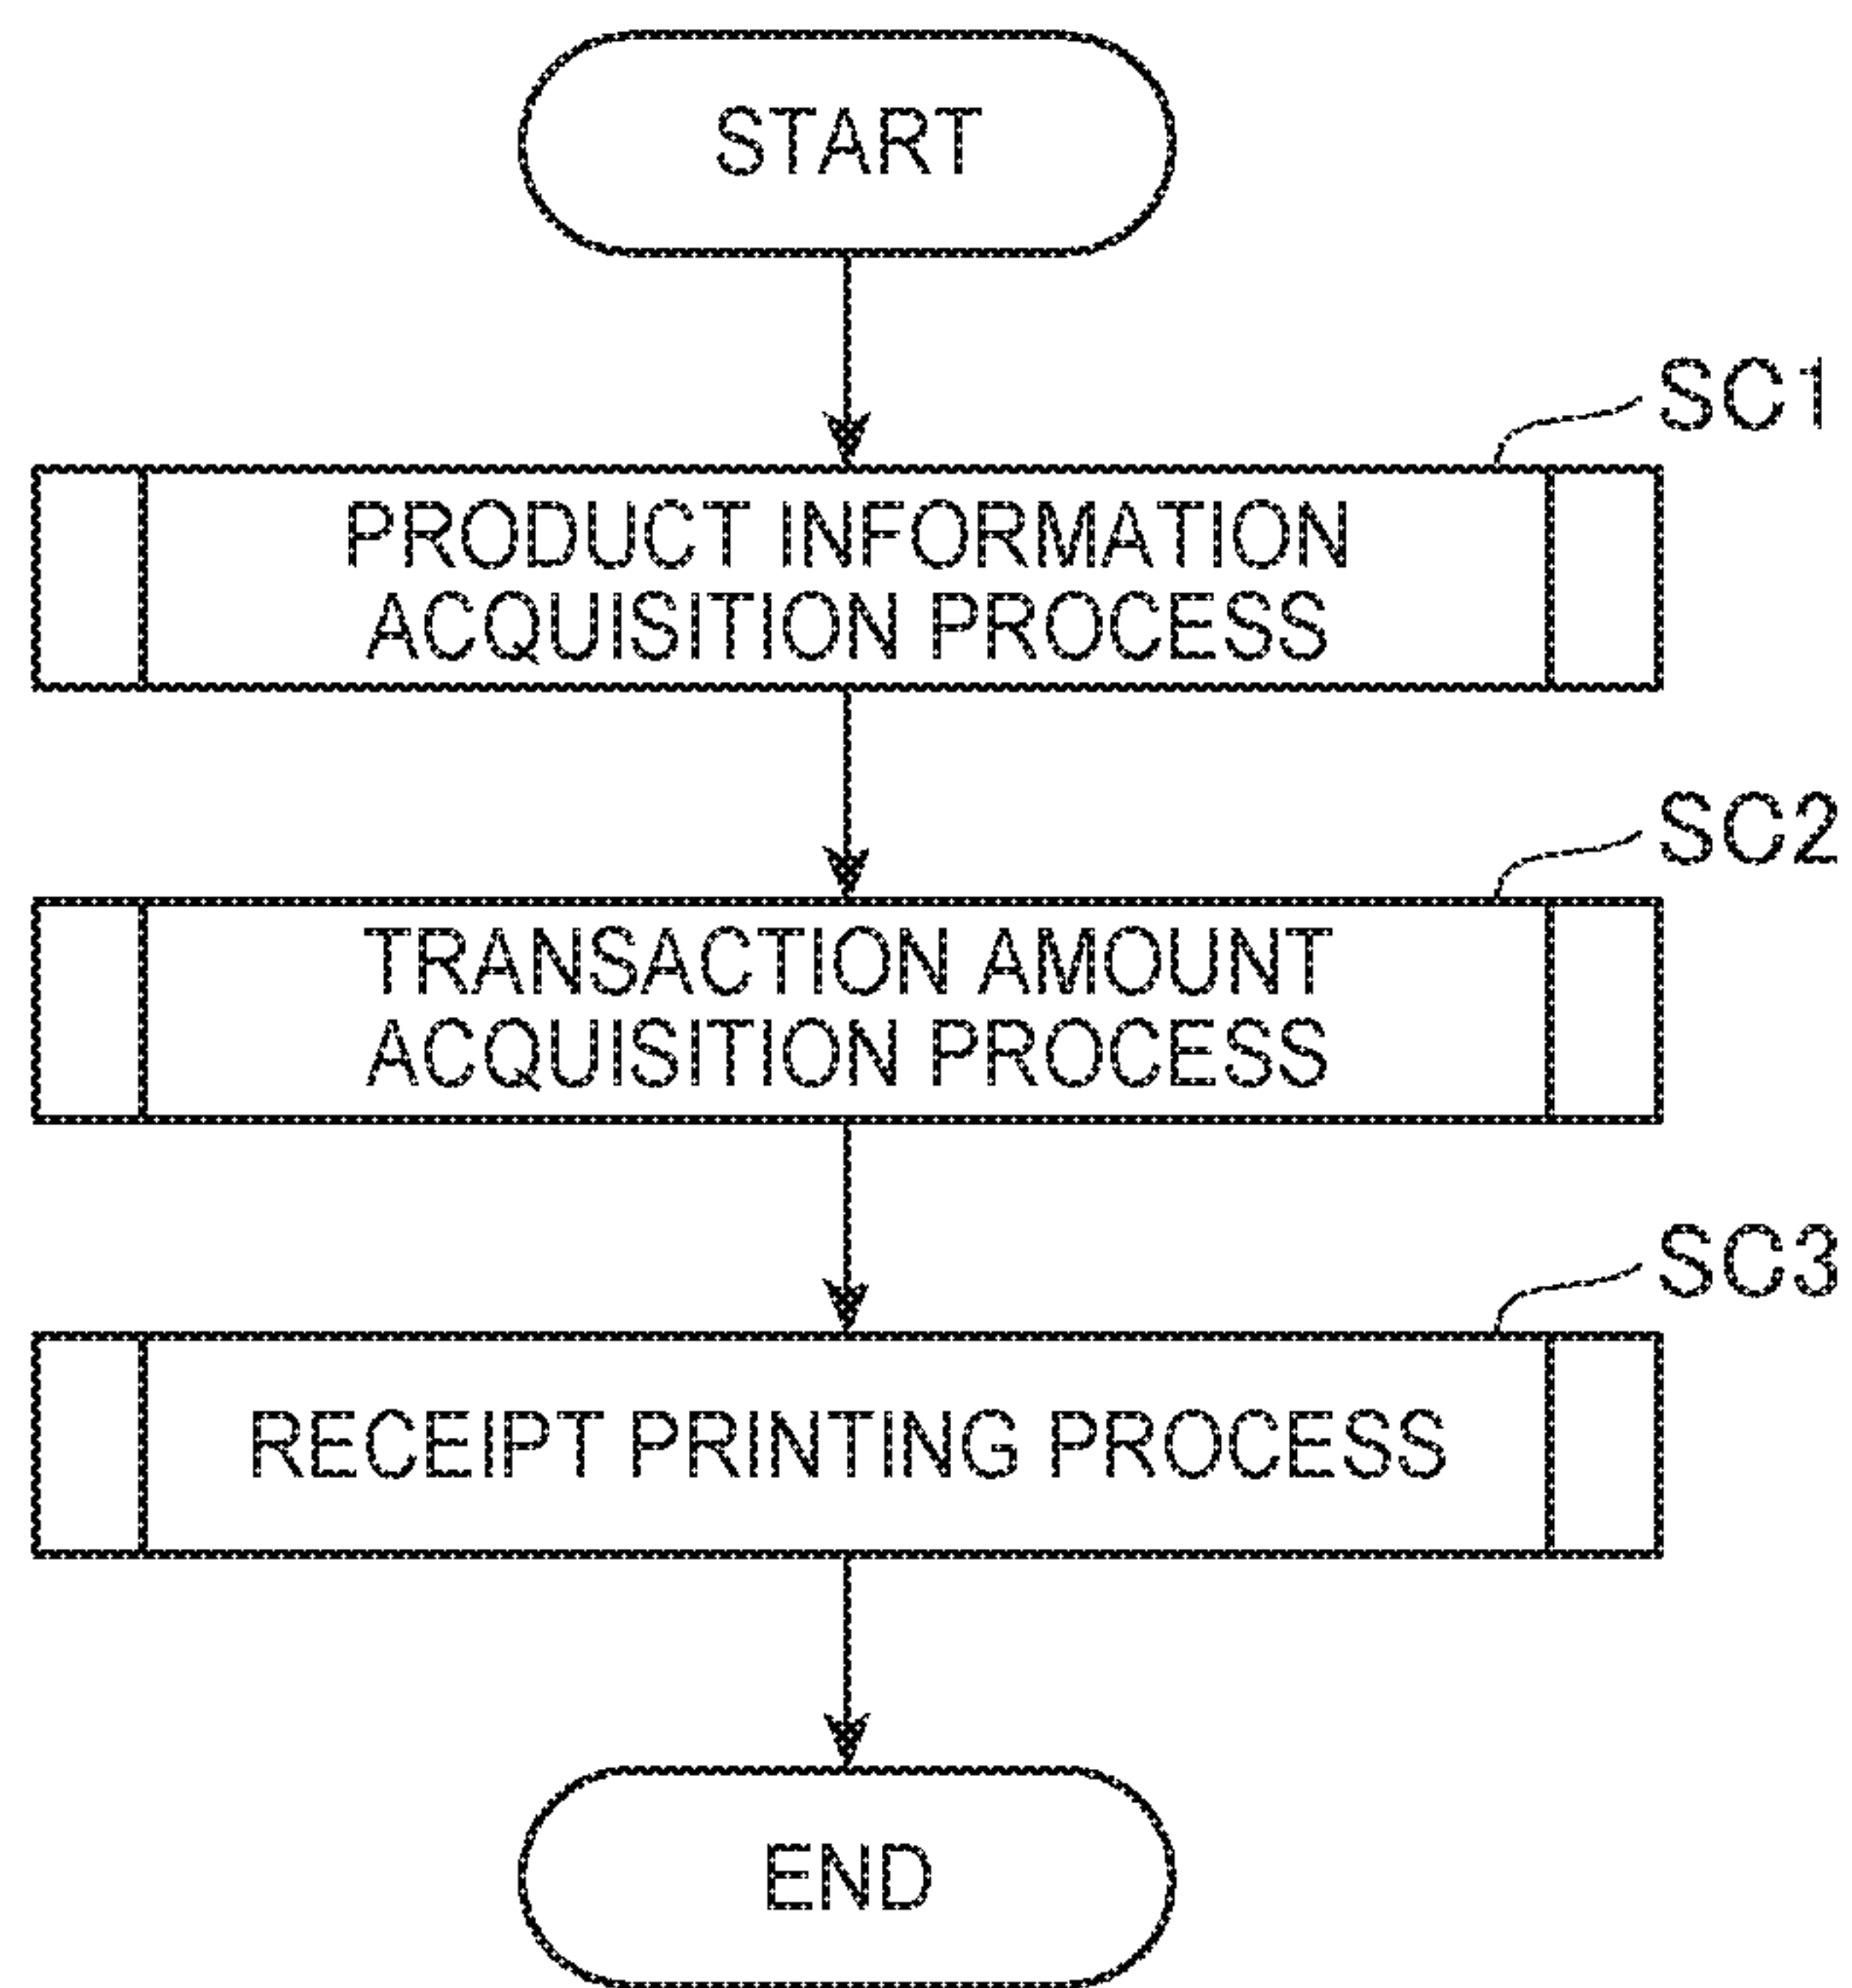 START
SC1
PRODUCT INFORMATION
ACQUISITION PROCESS
SC2
TRANSACTION AMOUNT
ACQUISITION PROCESS
SC3
RECEIPT PRINTING PROCESS
END